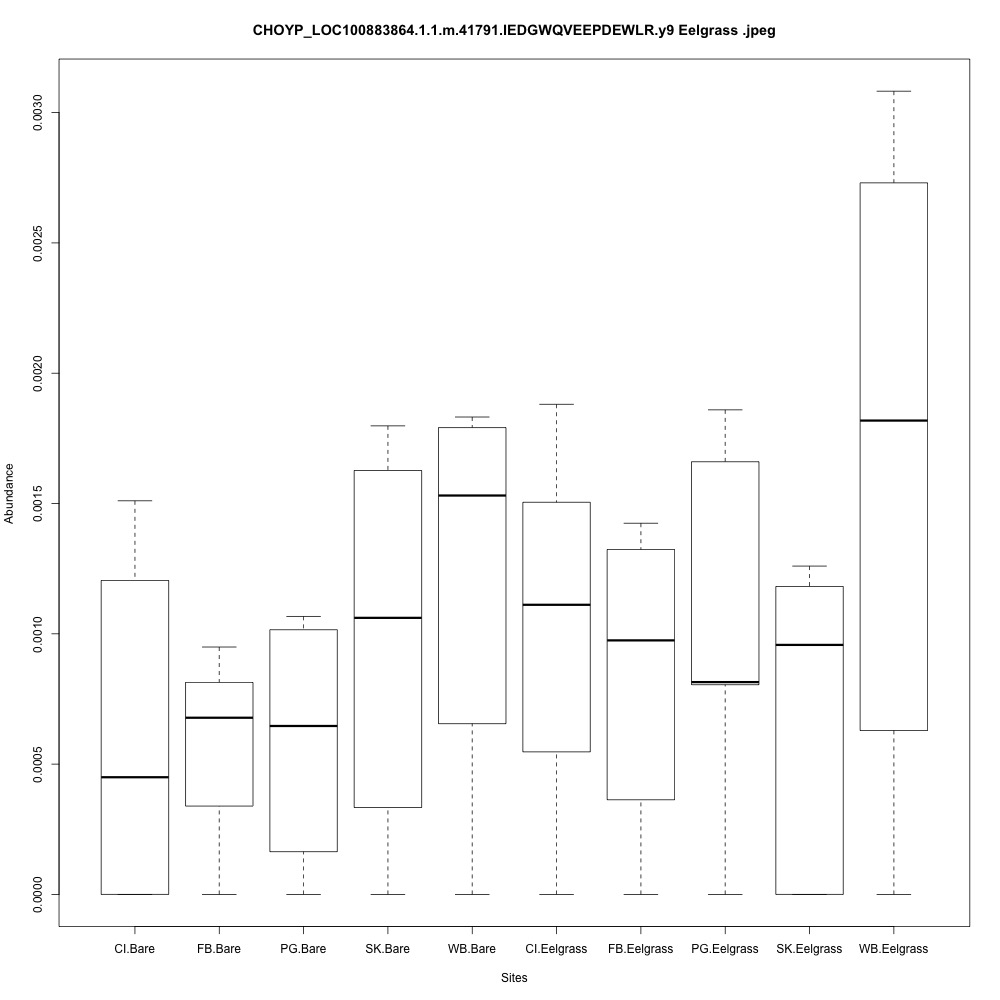 CHOYP_LOC100883864.1.1.m.41791.IEDGWQVEEPDEWLR.y9 Eelgrass .jpeg
0.0030
0.0025
0.0020
0.0015
0.0010
0.0005
0.0000
Abundance
CI.Bare FB.Bare PG.Bare SK.Bare WB.Bare CI.Eelgrass FB.Eelgrass PG.Eelgrass SK.Eelgrass WB.Eelgrass
Sites